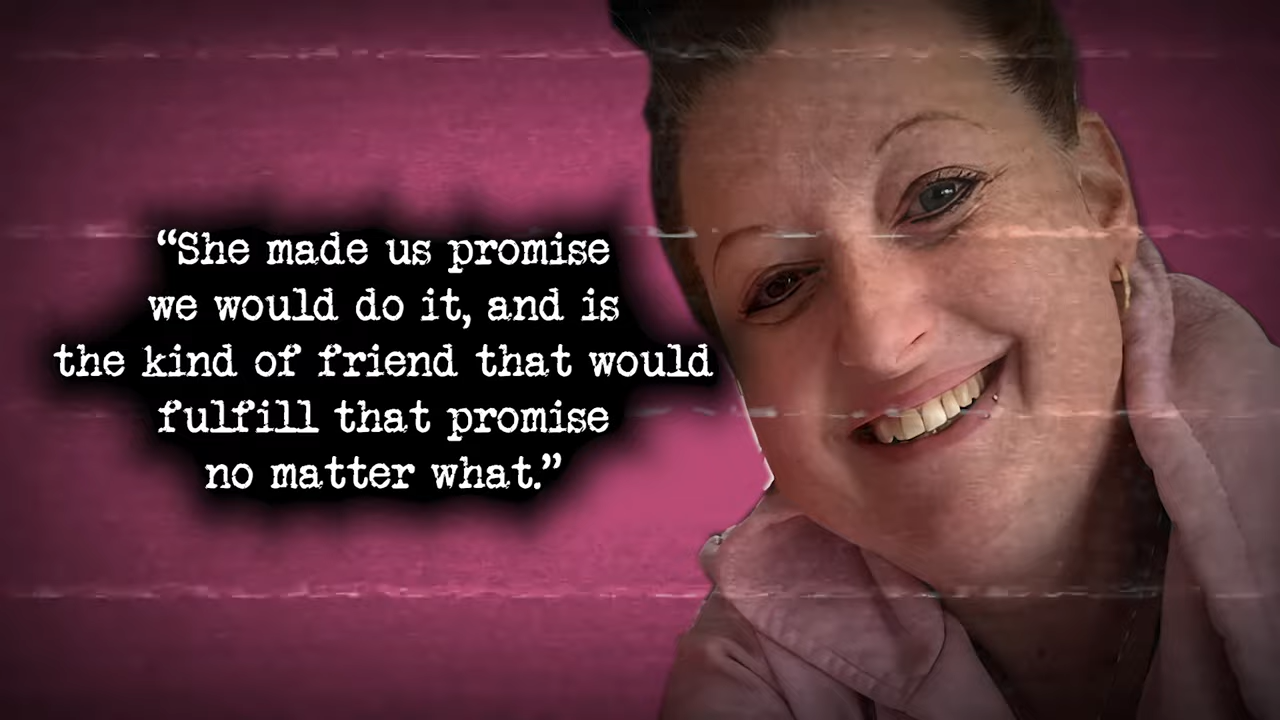 “She made us promise
we would do it, and is
the kind of friend that would
fulfill that promise
no matter what.”